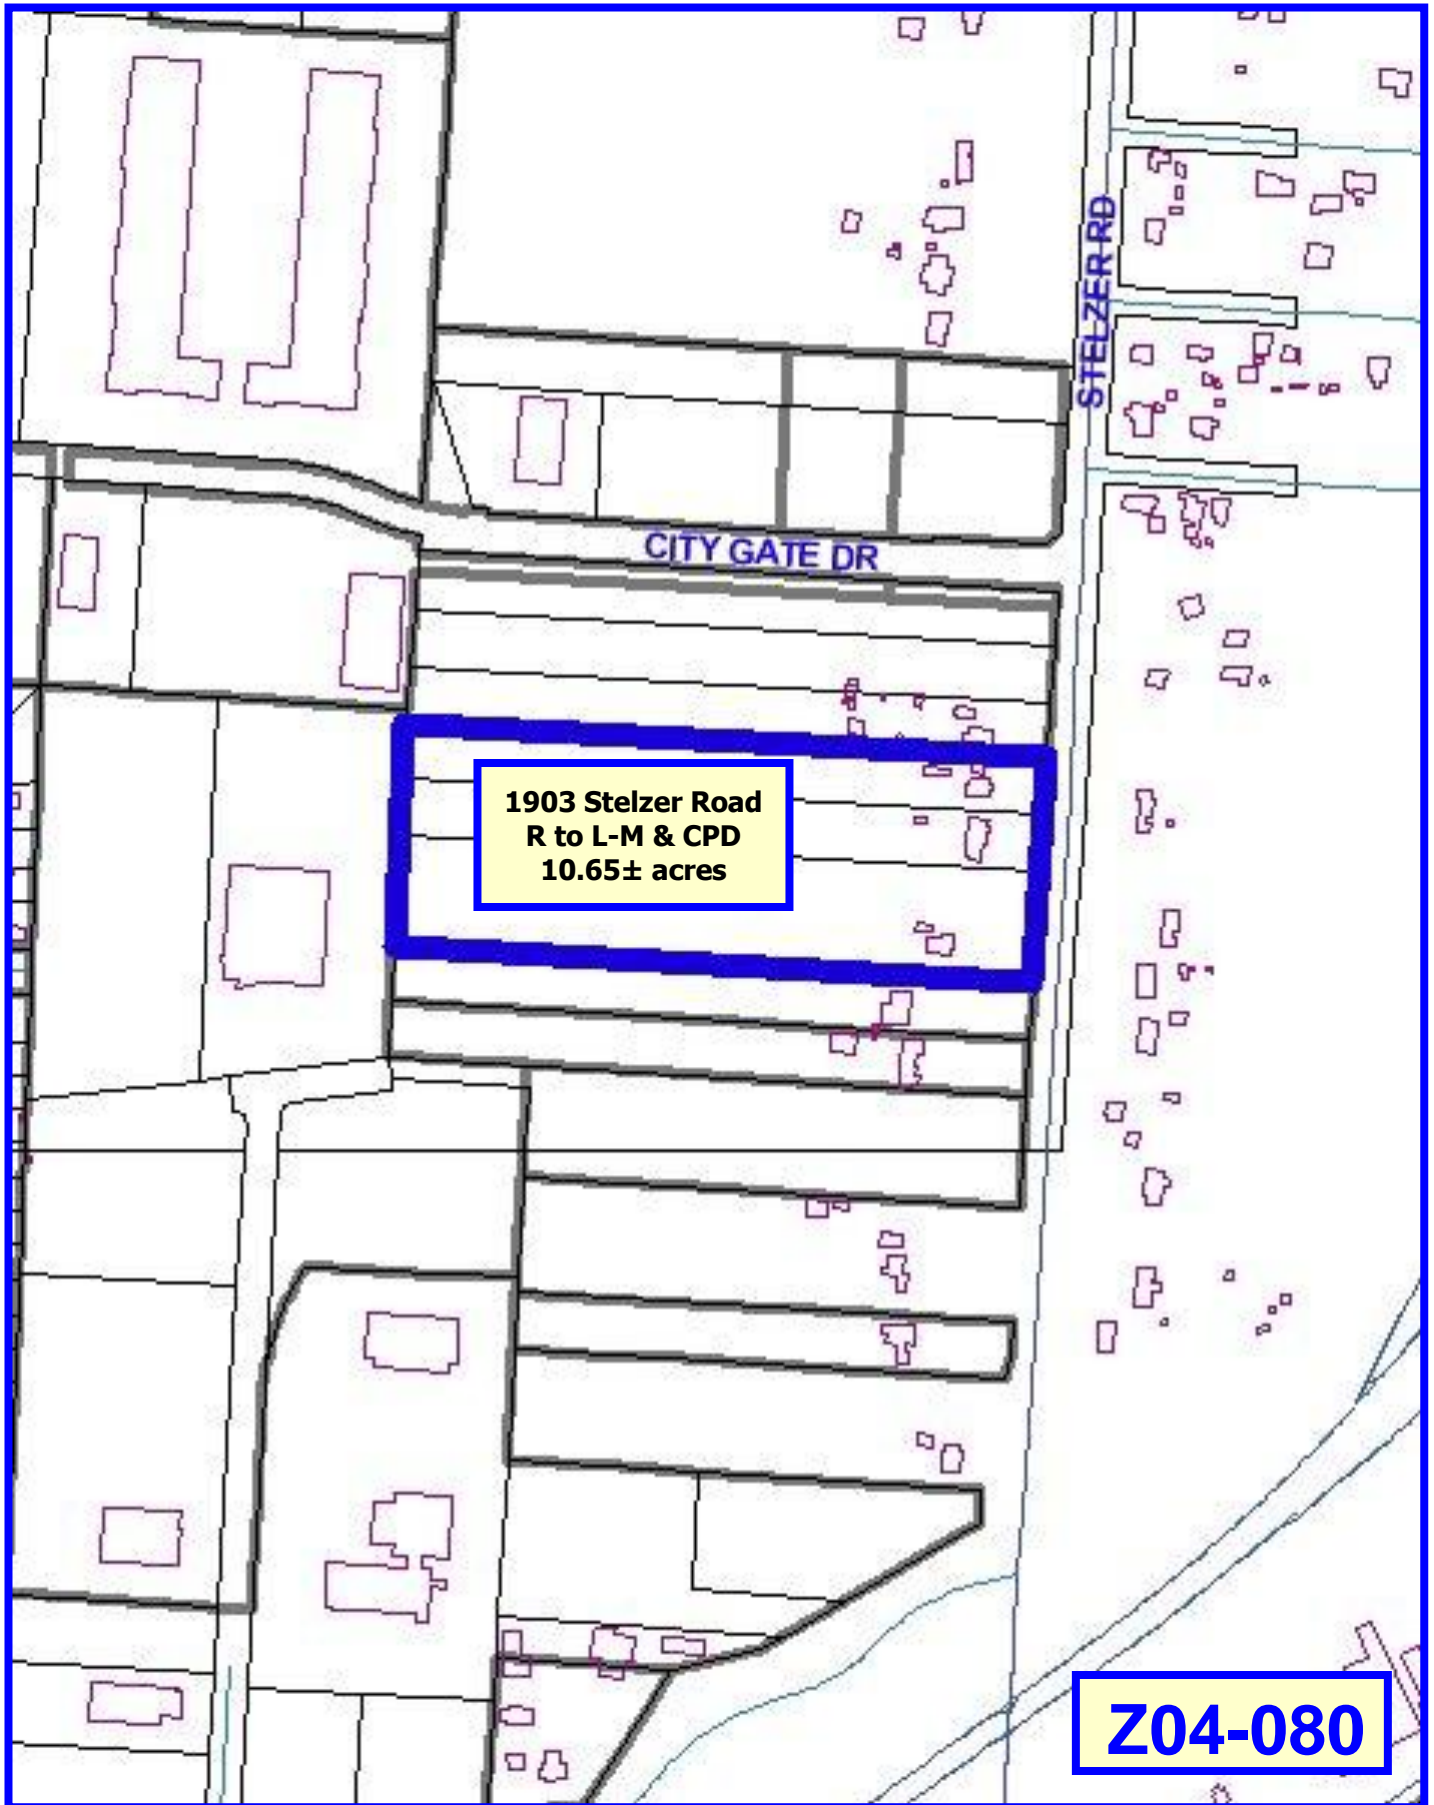 STELZER RD
CITY GATE DR
1903 Stelzer Road
R to L-M & CPD
10.65± acres
Z04-080